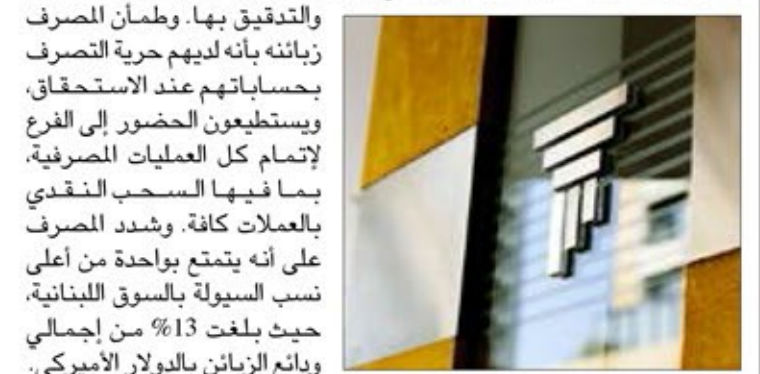 والتدقيق بها. وطمأن المصرف
زبائنه بأنه لديهم حرية التصرف
بحساباتهم عند الاستحقاق،
ويستطيعون الحضور إلى الفرع
لإتمام كل العمليات المصرفية،
بما فيها السحب النقدي
بالعملات كافة. وشدد المصرف
على أنه يتمتع بواحدة من أعلى
نسب السيولة بالسوق اللبنانية،
حيث بلغت 13% من إجمالي
ودائع الزبائن بالدولار الأميركي.